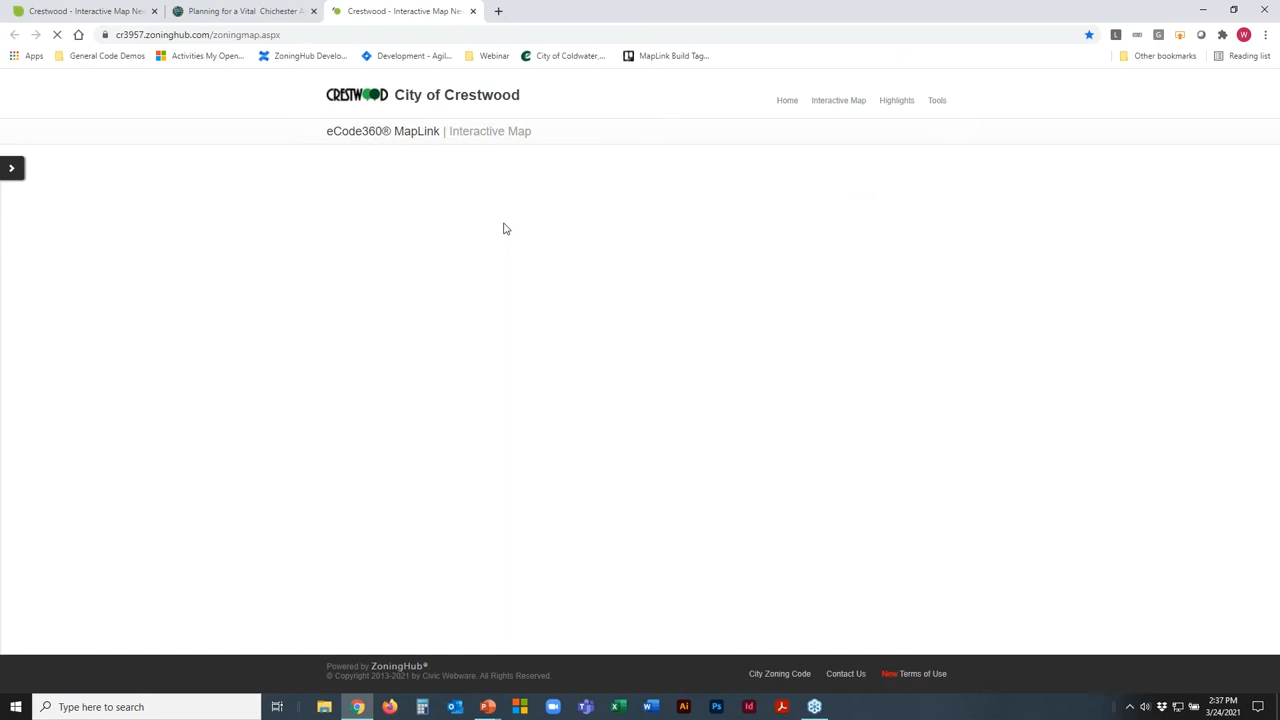 Crestwood - Interactive Map Nev
Planning for a Vital Chichester A
Crestwood - Interactive Map Nev
cr3957.zoninghub.com/zoningmap.aspx
Apps
General Code Demos
Activities My Open...
ZoningHub Develo...
Development - Agil...
Webinar
City of Coldwater,...
MapLink Build Tag...
Other bookmarks
Reading list
CRESTWOOD City of Crestwood
Home Interactive Map Highlights Tools
eCode360® MapLink | Interactive Map
Powered by ZoningHub®.
© Copyright 2013-2021 by Civic Webware. All Rights Reserved.
City Zoning Code Contact Us New Terms of Use
Type here to search
2:37 PM
3/24/2021